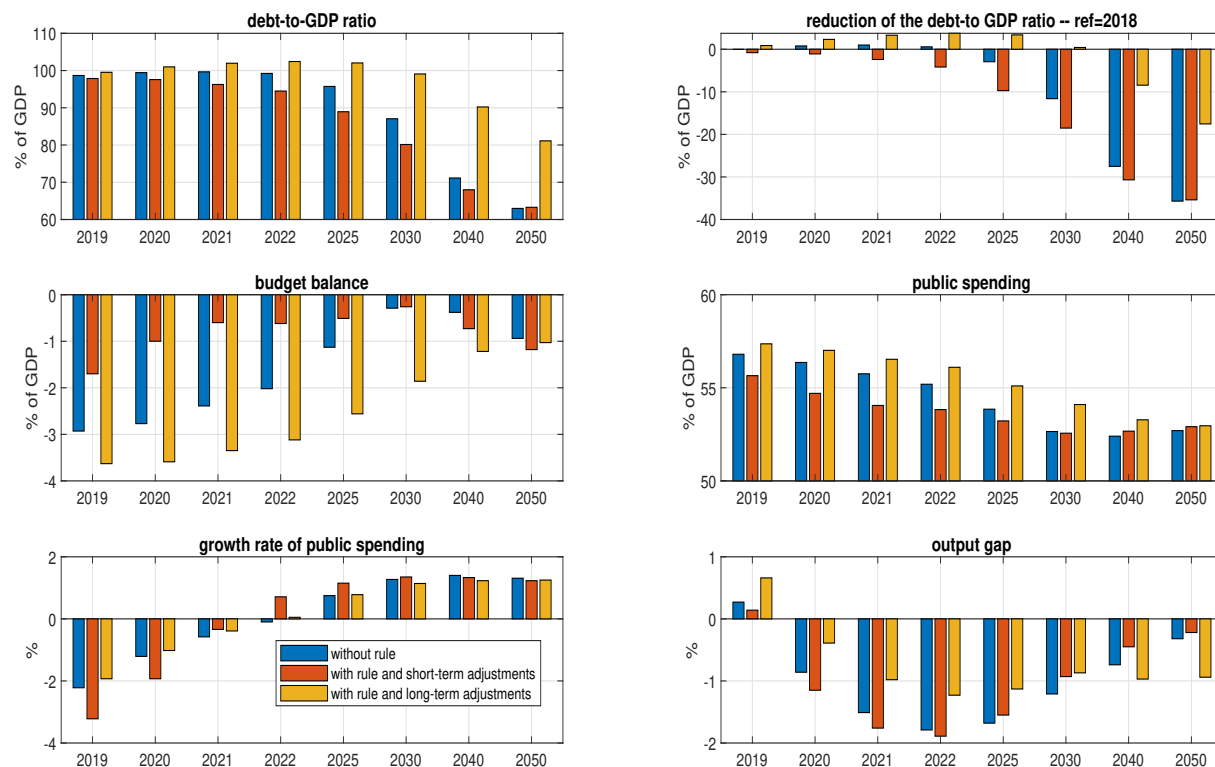 debt-to-GDP ratio
110
100
90
80
70
60
% of GDP
2019 2020 2021 2022 2025 2030 2040 2050
reduction of the debt-to GDP ratio -- ref=2018
0
-10
-20
-30
-40
% of GDP
2019 2020 2021 2022 2025 2030 2040 2050
budget balance
0
-1
-2
-3
-4
% of GDP
2019 2020 2021 2022 2025 2030 2040 2050
public spending
60
55
50
% of GDP
2019 2020 2021 2022 2025 2030 2040 2050
growth rate of public spending
2
0
-2
-4
%
without rule
with rule and short-term adjustments
with rule and long-term adjustments
2019 2020 2021 2022 2025 2030 2040 2050
output gap
1
0
-1
-2
%
2019 2020 2021 2022 2025 2030 2040 2050